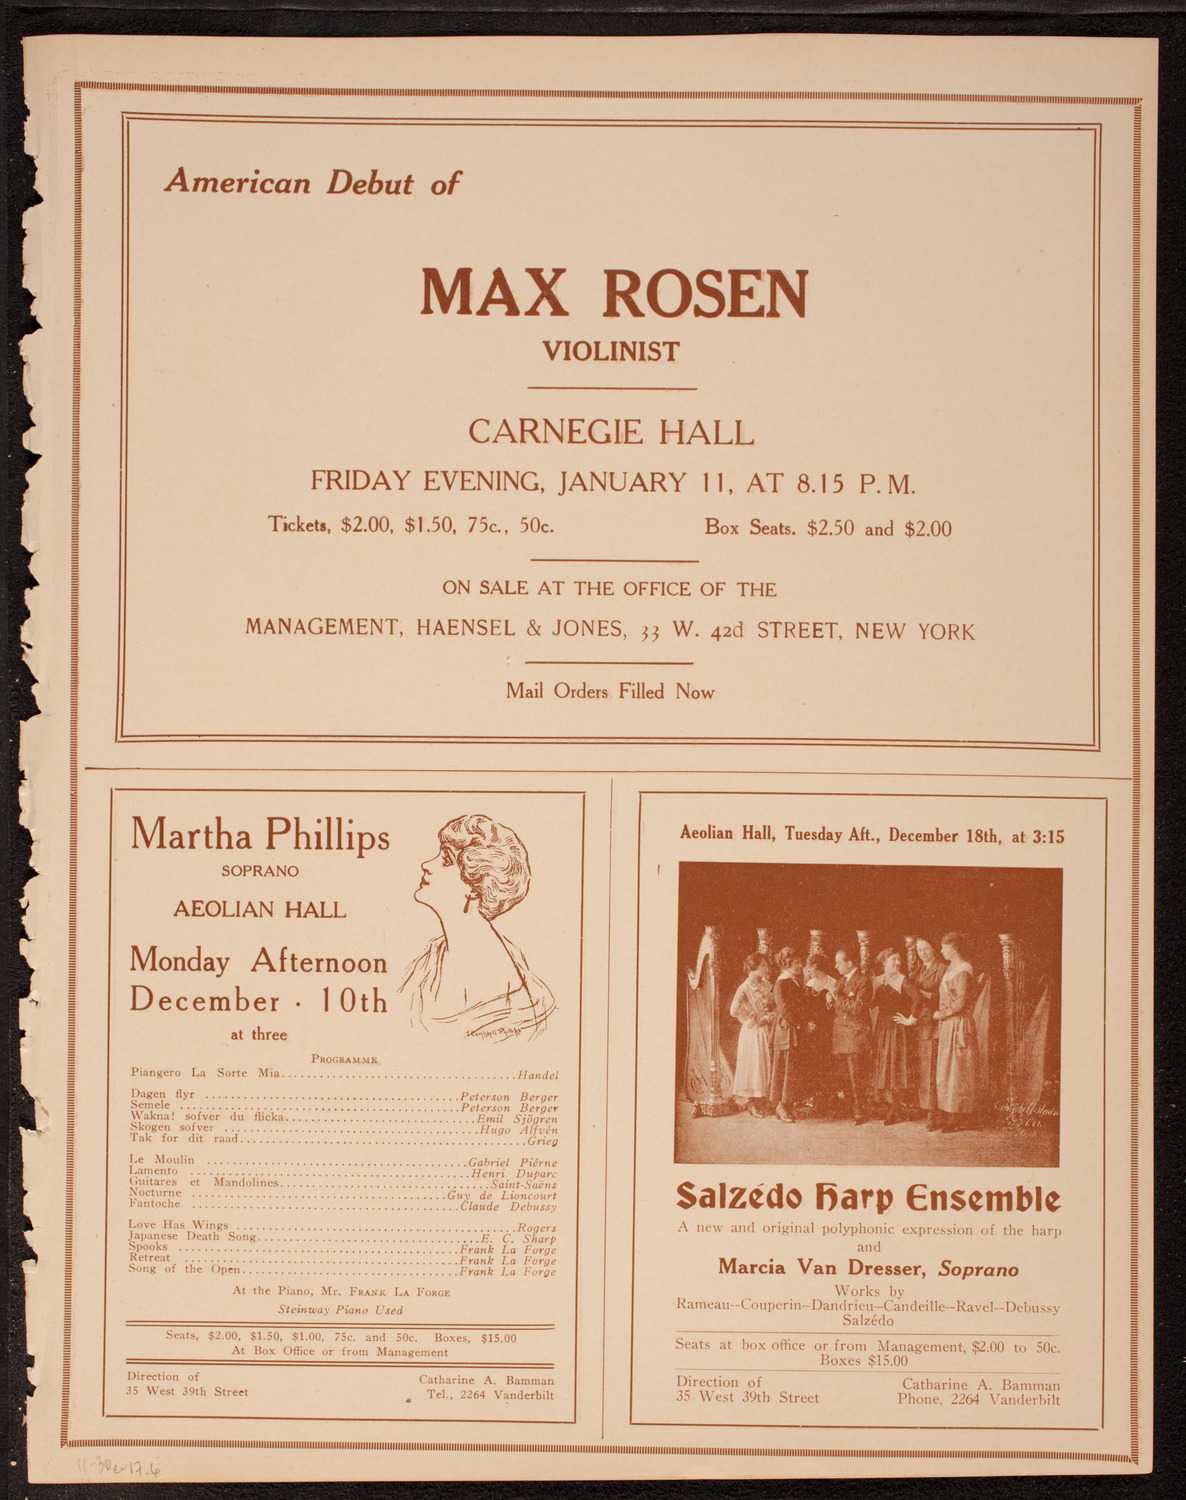 American Debut of
MAX ROSEN
VIOLINIST
CARNEGIE HALL
FRIDAY EVENING, JANUARY 11, AT 8.15 P.M.
Tickets, $2.00, $1.50, 75c., 50c. Box Seats. $2.50 and $2.00
ON SALE AT THE OFFICE OF THE
MANAGEMENT, HAENSEL & JONES, 33 W. 42d STREET, NEW YORK
Mail Orders Filled Now
Martha Phillips
SOPRANO
AEOLIAN HALL
Monday Afternoon
December · 10th
at three
PROGRAMME
Piangero La Sorte Mia.....Handel
Dagen flyr .....Peterson Berger
Semele .....Peterson Berger
Wakna! sofver du flicka.....Emil Sjögren
Skogen sofver .....Hugo Alfvén
Tak for dit raad.....Grieg
Le Moulin .....Gabriel Piérne
Lamento .....Henri Duparc
Guitares et Mandolines.....Saint-Saëns
Nocturne .....Guy de Lioncourt
Fantoche .....Claude Debussy
Love Has Wings .....Rogers
Japanese Death Song.....E. C. Sharp
Spooks .....Frank La Forge
Retreat .....Frank La Forge
Song of the Open.....Frank La Forge
At the Piano, Mr. FRANK LA FORGE
Steinway Piano Used
Seats, $2.00, $1.50, $1.00, 75c. and 50c. Boxes, $15.00
At Box Office or from Management
Direction of Catharine A. Bamman
35 West 39th Street Tel., 2264 Vanderbilt
Aeolian Hall, Tuesday Aft., December 18th, at 3:15
Salzédo Harp Ensemble
A new and original polyphonic expression of the harp
and
Marcia Van Dresser, Soprano
Works by
Rameau--Couperin--Dandrieu--Candeille--Ravel--Debussy
Salzédo
Seats at box office or from Management, $2.00 to 50c.
Boxes $15.00
Direction of Catharine A. Bamman
35 West 39th Street Phone, 2264 Vanderbilt